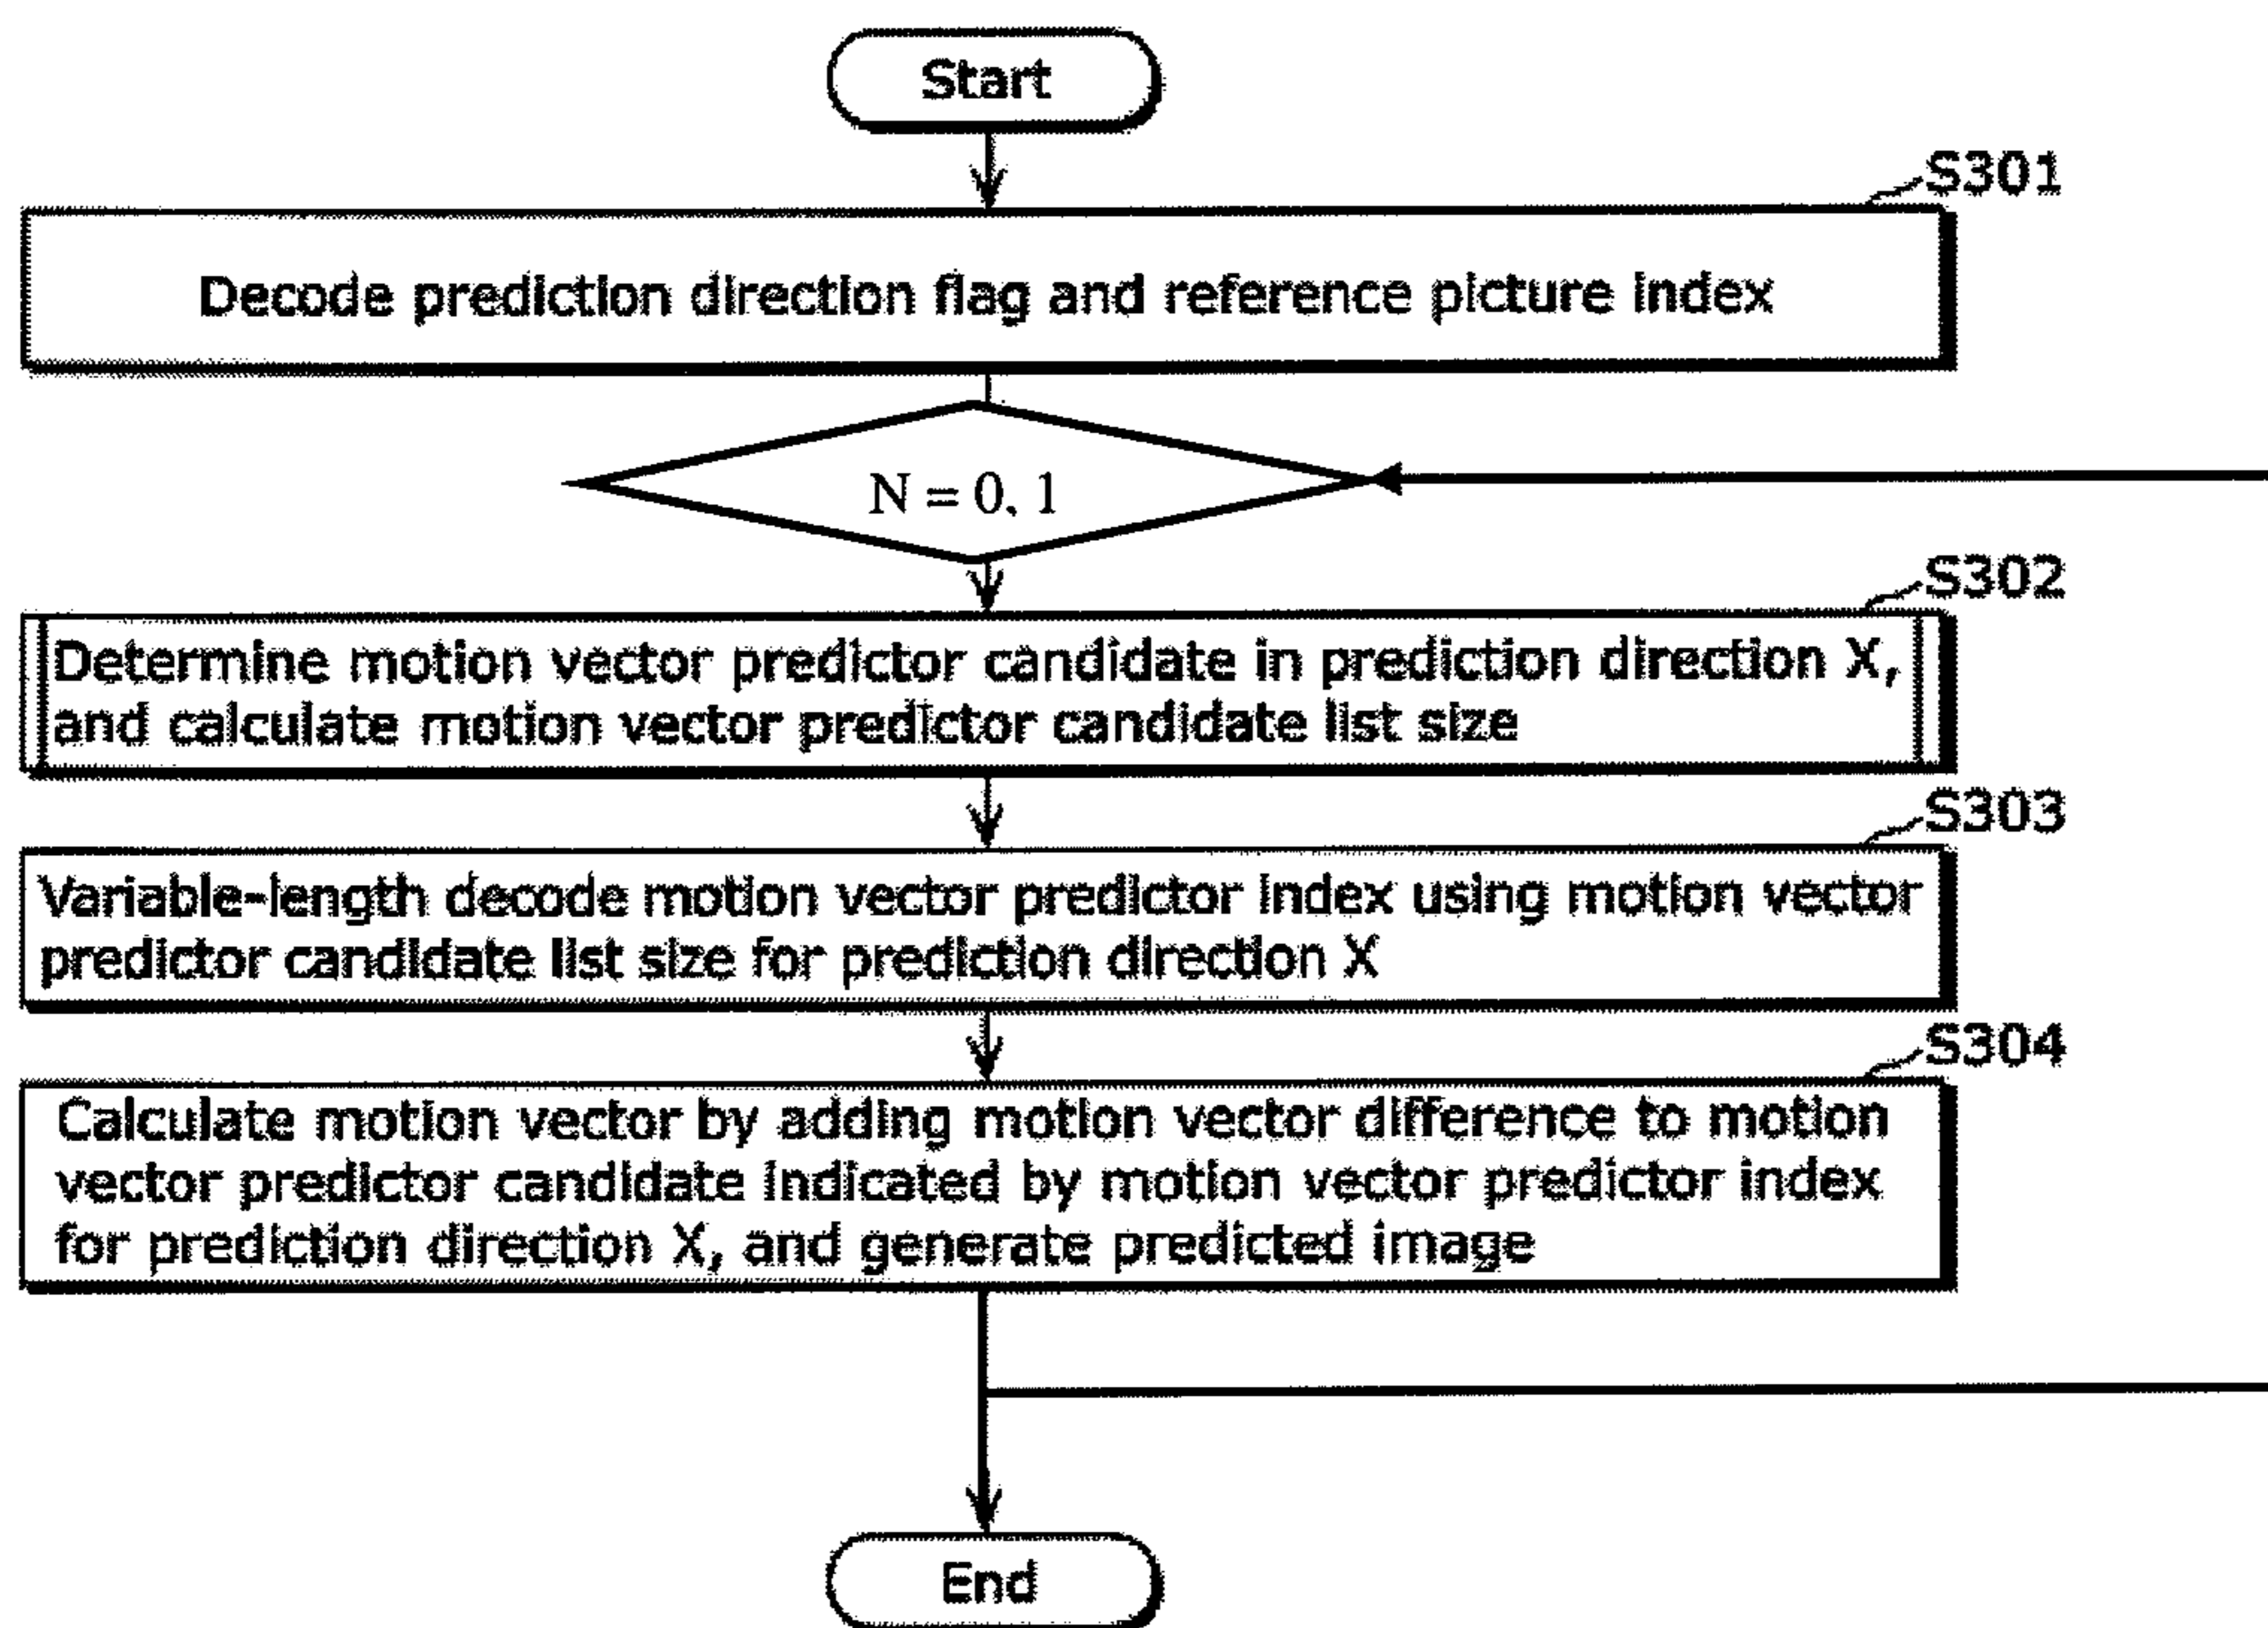 Start
S301
Decode prediction direction flag and reference picture index
N = 0, 1
S302
Determine motion vector predictor candidate in prediction direction X,
and calculate motion vector predictor candidate list size
S303
Variable-length decode motion vector predictor index using motion vector
predictor candidate list size for prediction direction X
S304
Calculate motion vector by adding motion vector difference to motion
vector predictor candidate indicated by motion vector predictor index
for prediction direction X, and generate predicted image
End